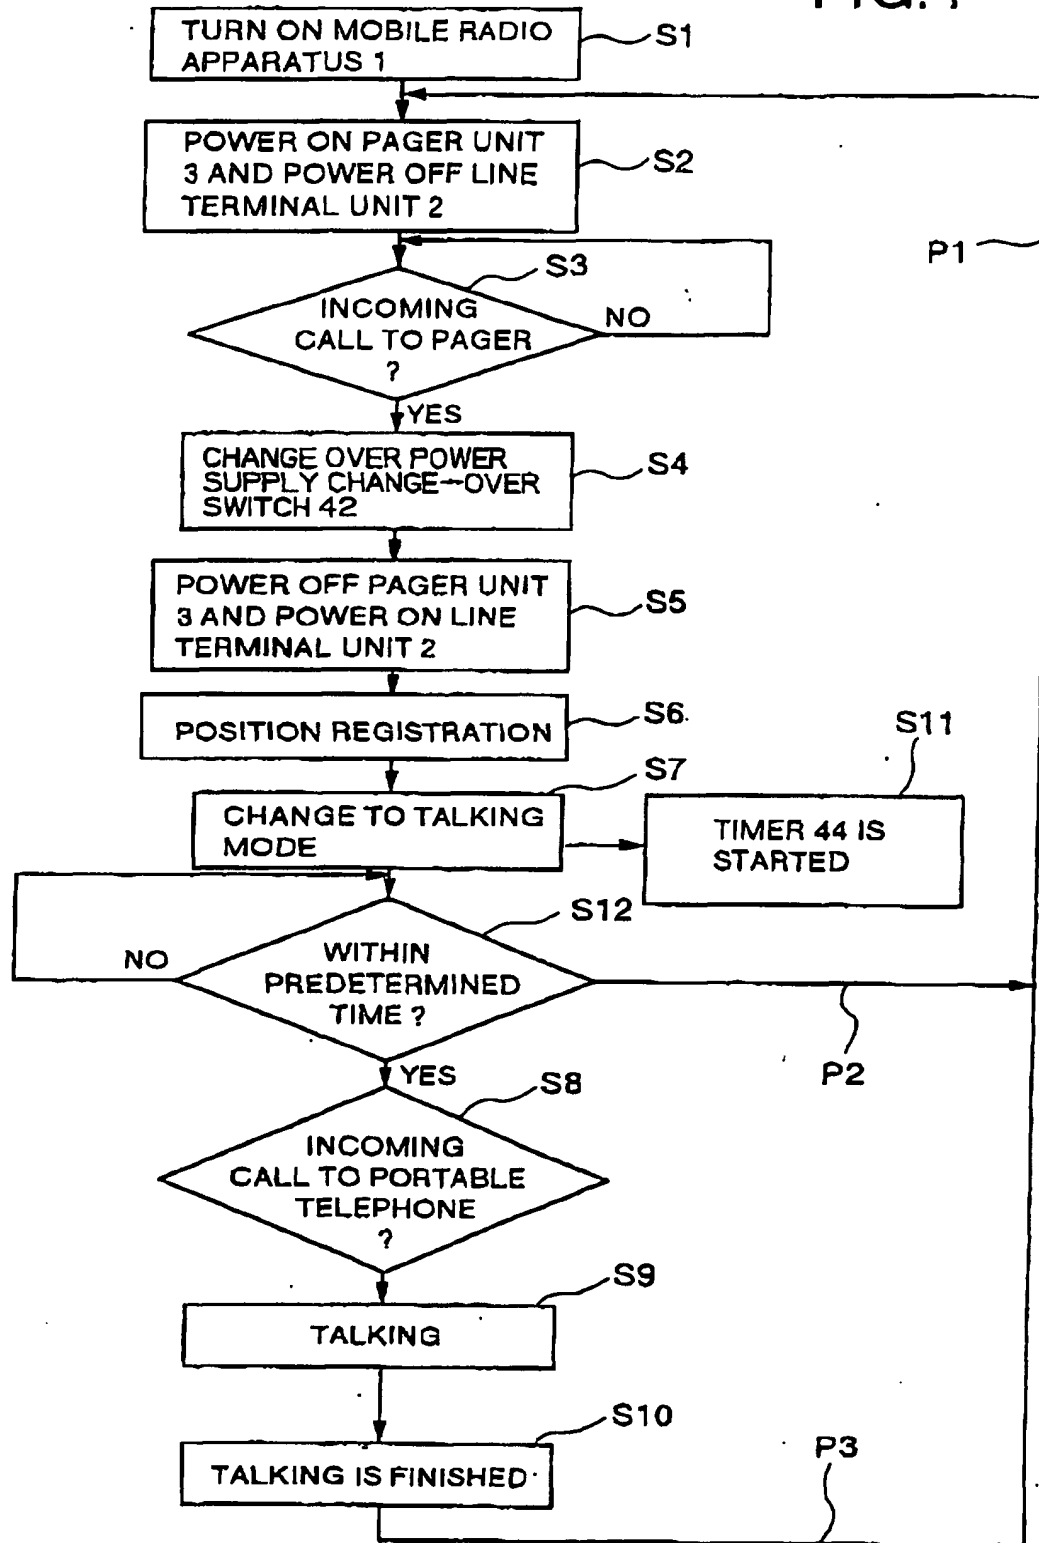 FIG.
TURN ON MOBILE RADIO
APPARATUS 1
S1
POWER ON PAGER UNIT
3 AND POWER OFF LINE
TERMINAL UNIT 2
S2
P1
S3
INCOMING
CALL TO PAGER
?
NO
YES
CHANGE OVER POWER
SUPPLY CHANGE-OVER
SWITCH 42
S4
POWER OFF PAGER UNIT
3 AND POWER ON LINE
TERMINAL UNIT 2
S5
POSITION REGISTRATION
S6
S7
CHANGE TO TALKING
MODE
S11
TIMER 44 IS
STARTED
S12
NO
WITHIN
PREDETERMINED
TIME ?
P2
YES
S8
INCOMING
CALL TO PORTABLE
TELEPHONE
?
S9
TALKING
S10
TALKING IS FINISHED
P3